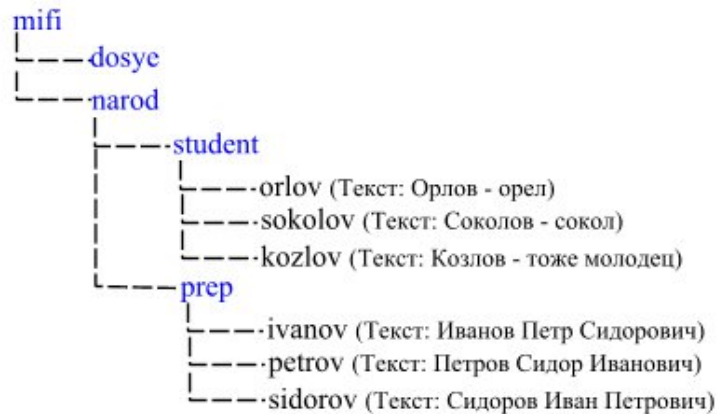 mifi
dosye
narod
student
orlov (Текст: Орлов - орел)
sokolov (Текст: Соколов - сокол)
kozlov (Текст: Козлов - тоже молодец)
prep
ivanov (Текст: Иванов Петр Сидорович)
petrov (Текст: Петров Сидор Иванович)
sidorov (Текст: Сидоров Иван Петрович)